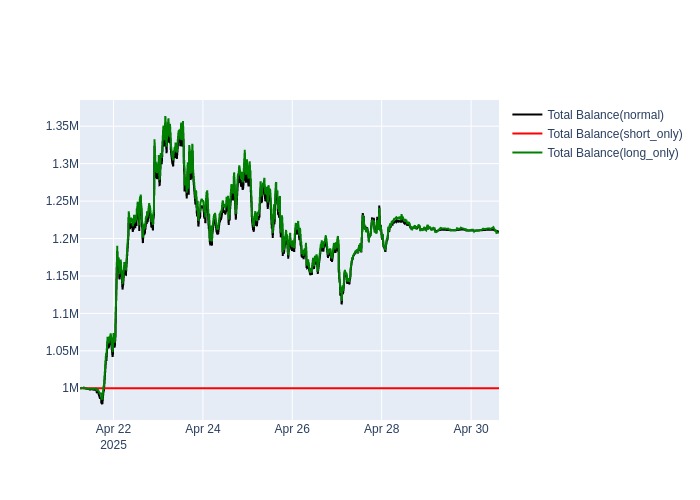 Total Balance(normal)
Total Balance(short_only)
Total Balance(long_only)
1.35M
1.3M
1.25M
1.2M
1.15M
1.1M
1.05M
1M
Apr 22
2025
Apr 24
Apr 26
Apr 28
Apr 30